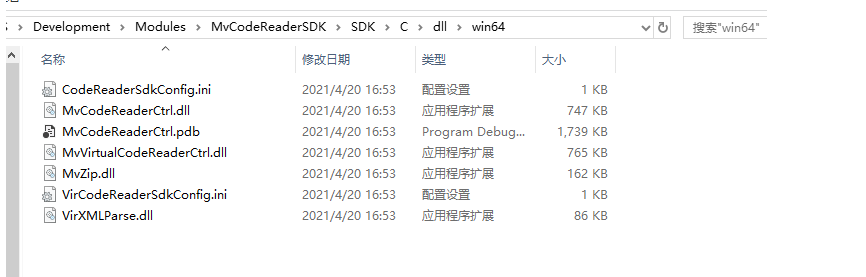 Development > Modules > MvCodeReaderSDK > SDK > C > dll > win64 搜索"win64"
名称 修改日期 类型 大小
CodeReaderSdkConfig.ini 2021/4/20 16:53 配置设置 1 KB
MvCodeReaderCtrl.dll 2021/4/20 16:53 应用程序扩展 747 KB
MvCodeReaderCtrl.pdb 2021/4/20 16:53 Program Debug... 1,739 KB
MvVirtualCodeReaderCtrl.dll 2021/4/20 16:53 应用程序扩展 765 KB
MvZip.dll 2021/4/20 16:53 应用程序扩展 162 KB
VirCodeReaderSdkConfig.ini 2021/4/20 16:53 配置设置 1 KB
VirXMLParse.dll 2021/4/20 16:53 应用程序扩展 86 KB